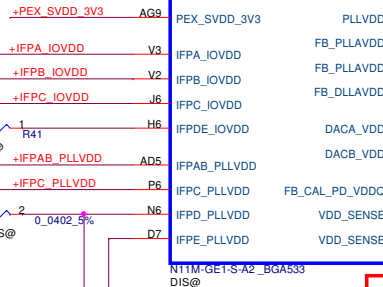 +PEX_SVDD_3V3 AG9 PEX_SVDD_3V3 PLLVDD
FB_PLLAVDD
+IFPA_IOVDD V3 IFPA_IOVDD
FB_PLLAVDD
+IFPB_IOVDD V2 IFPB_IOVDD
FB_DLLAVDD
+IFPC_IOVDD J6 IFPC_IOVDD
1 H6 IFPDE_IOVDD DACA_VDD
R41
DACB_VDD
+IFPAB_PLLVDD AD5 IFPAB_PLLVDD
+IFPC_PLLVDD P6 IFPC_PLLVDD FB_CAL_PD_VDDQ
2 N6 IFPD_PLLVDD VDD_SENSE
0_0402_5%
S@ D7 IFPE_PLLVDD VDD_SENSE
N11M-GE1-S-A2_BGA533
DIS@